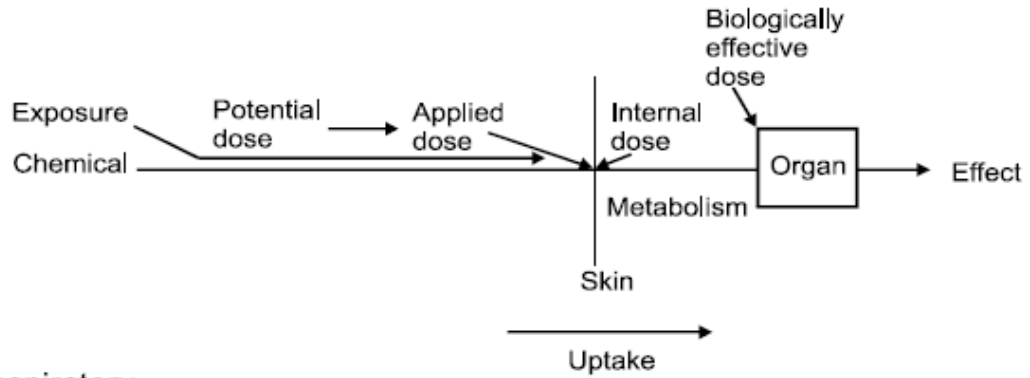 Biologically
effective
dose
Exposure
Potential
dose
Applied
dose
Internal
dose
Chemical
Organ
Effect
Metabolism
Skin
Uptake